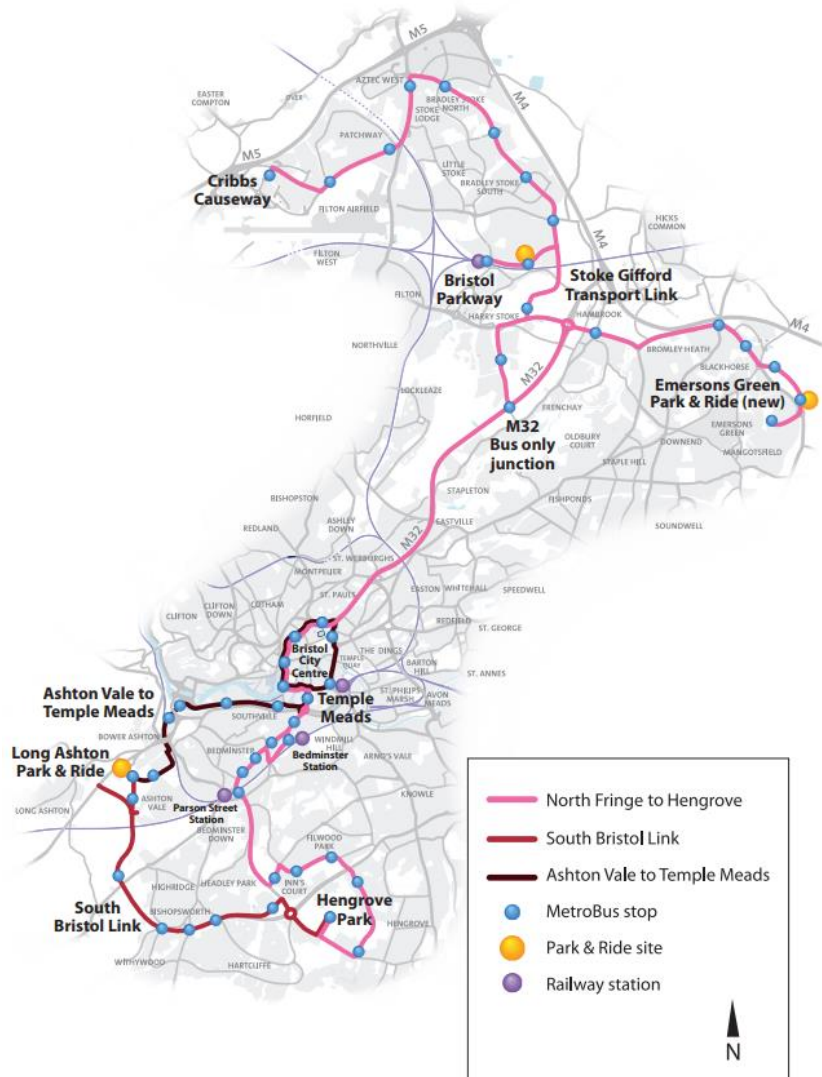 M5
EASTER
COMPTON
OVER
AZTEC WEST
BRADLEY STOKE
NORTH
STOKE
LODGE
M4
PATCHWAY
M5
Cribbs
Causeway
LITTLE
STOKE
BRADLEY STOKE
SOUTH
FILTON AIRFIELD
HICKS
COMMON
M4
FILTON
WEST
Bristol
Parkway
Stoke Gifford
Transport Link
FILTON
HARRY STOKE
HAMBROOK
M4
NORTHVILLE
BROMLEY HEATH
M32
BLACKHORSE
LOCKLEAZE
Emersons Green
Park & Ride (new)
FRENCHAY
HORFIELD
M32
Bus only
junction
OLDBURY
COURT
DOWNEND
EMERSONS
GREEN
MANGOTSFIELD
STAPLE HILL
STAPLETON
BISHOPSTON
FISHPONDS
ASHLEY
DOWN
EASTVILLE
SOUNDWELL
REDLAND
M32
ST. WERBURGHS
MONTPELIER
EASTON
WHITEHALL
SPEEDWELL
ST. PAULS
COTHAM
CLIFTON
DOWN
CLIFTON
REDFIELD
ST. GEORGE
Bristol
City
Centre
THE DINGS
TEMPLE
QUAY
BARTON
HILL
ST. ANNES
Ashton Vale to
Temple Meads
ST. PHILIPS
MARSH
AVON
MEADS
Temple
Meads
SOUTHVILLE
BOWER ASHTON
WINDMILL
HILL
BEDMINSTER
Long Ashton
Park & Ride
Bedminster
Station
ARNO'S VALE
KNOWLE
LONG ASHTON
ASHTON
VALE
Parson Street
Station
BEDMINSTER
DOWN
FILWOOD
PARK
HIGHRIDGE
HEADLEY PARK
INN'S
COURT
Hengrove
Park
South
Bristol Link
BISHOPSWORTH
HENGROVE
WITHYWOOD
HARTCLIFFE
North Fringe to Hengrove
South Bristol Link
Ashton Vale to Temple Meads
MetroBus stop
Park & Ride site
Railway station
N